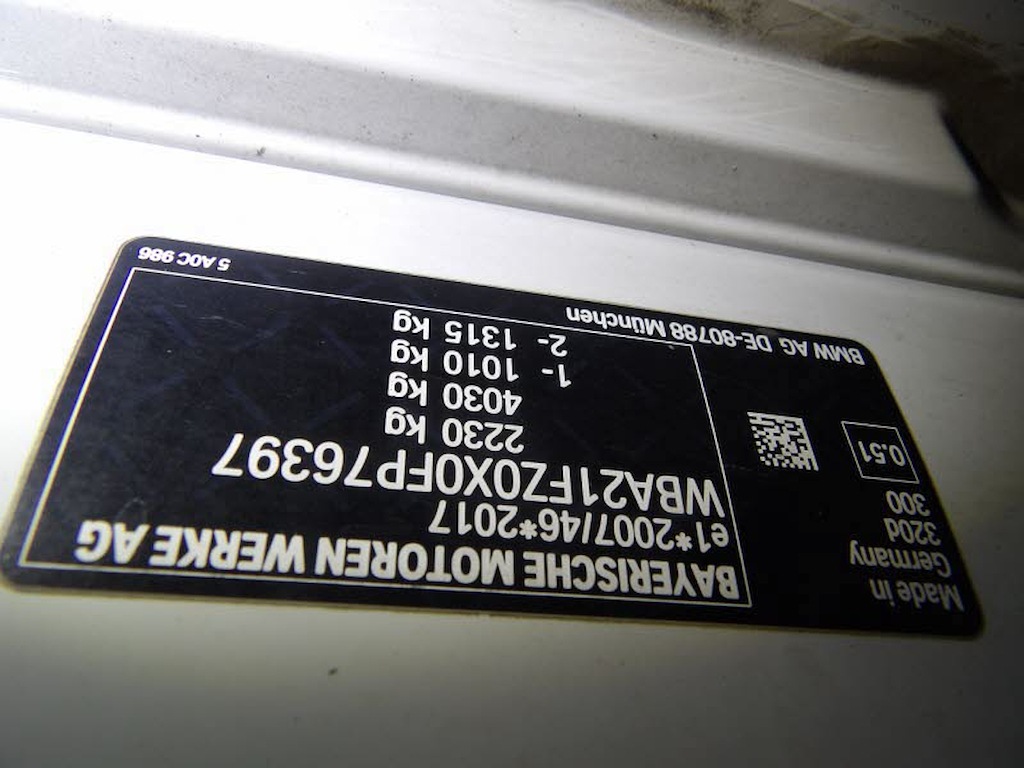 BAYERISCHE MOTOREN WERKE AG
e1*2007/46*2017
WBA21FZ0X0FP76397
2230 kg
4030 kg
1- 1010 kg
2- 1315 kg
Made in
Germany
320d
300
0.51
BMW AG DE-80788 München
5 A0C 986